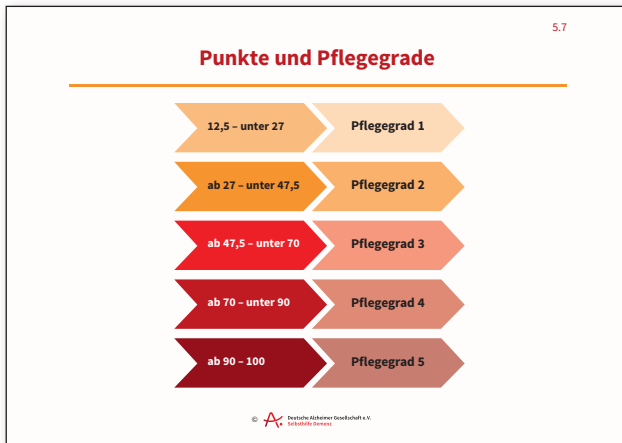 5.7
Punkte und Pflegegrade
12,5 – unter 27 Pflegegrad 1
ab 27 – unter 47,5 Pflegegrad 2
ab 47,5 – unter 70 Pflegegrad 3
ab 70 – unter 90 Pflegegrad 4
ab 90 – 100 Pflegegrad 5
© Deutsche Alzheimer Gesellschaft e.V.
Selbsthilfe Demenz